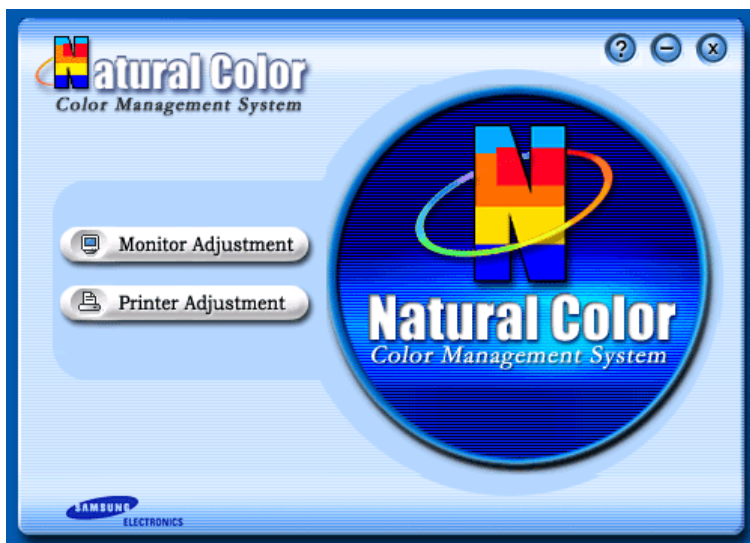 Natural Color
Color Management System
?
–
x
Monitor Adjustment
Printer Adjustment
N
Natural Color
Color Management System
SAMSUNG
ELECTRONICS